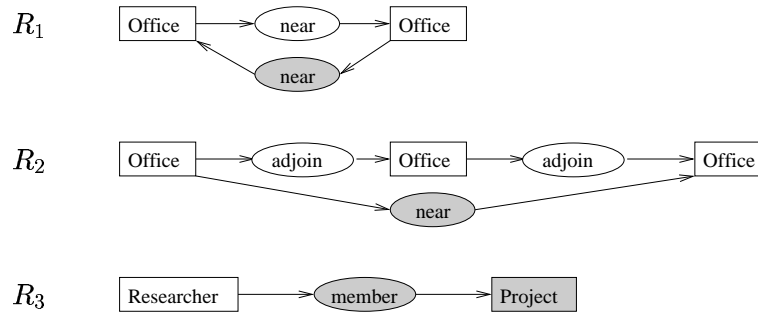 R1 Office near Office
near
R2 Office adjoin Office adjoin Office
near
R3 Researcher member Project